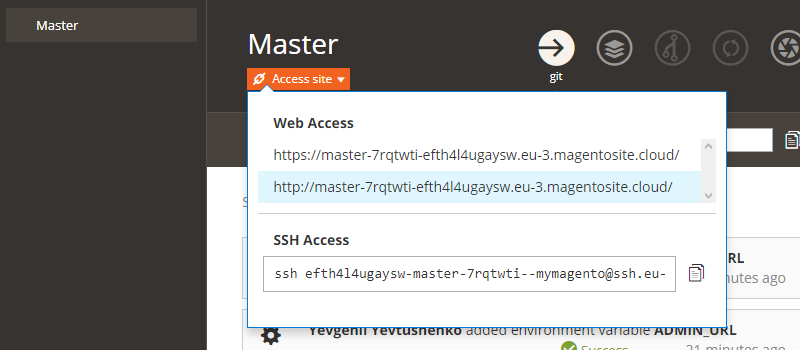 Master
Master
git
Access site
Web Access
https://master-7rqtwti-efth4l4ugaysw.eu-3.magentosite.cloud/
http://master-7rqtwti-efth4l4ugaysw.eu-3.magentosite.cloud/
SSH Access
ssh efth4l4ugaysw-master-7rqtwti--mymagento@ssh.eu-
URL
minutes ago
Yevgenii Yevtushenko added environment variable ADMIN_URL
Success
21 minutes ago